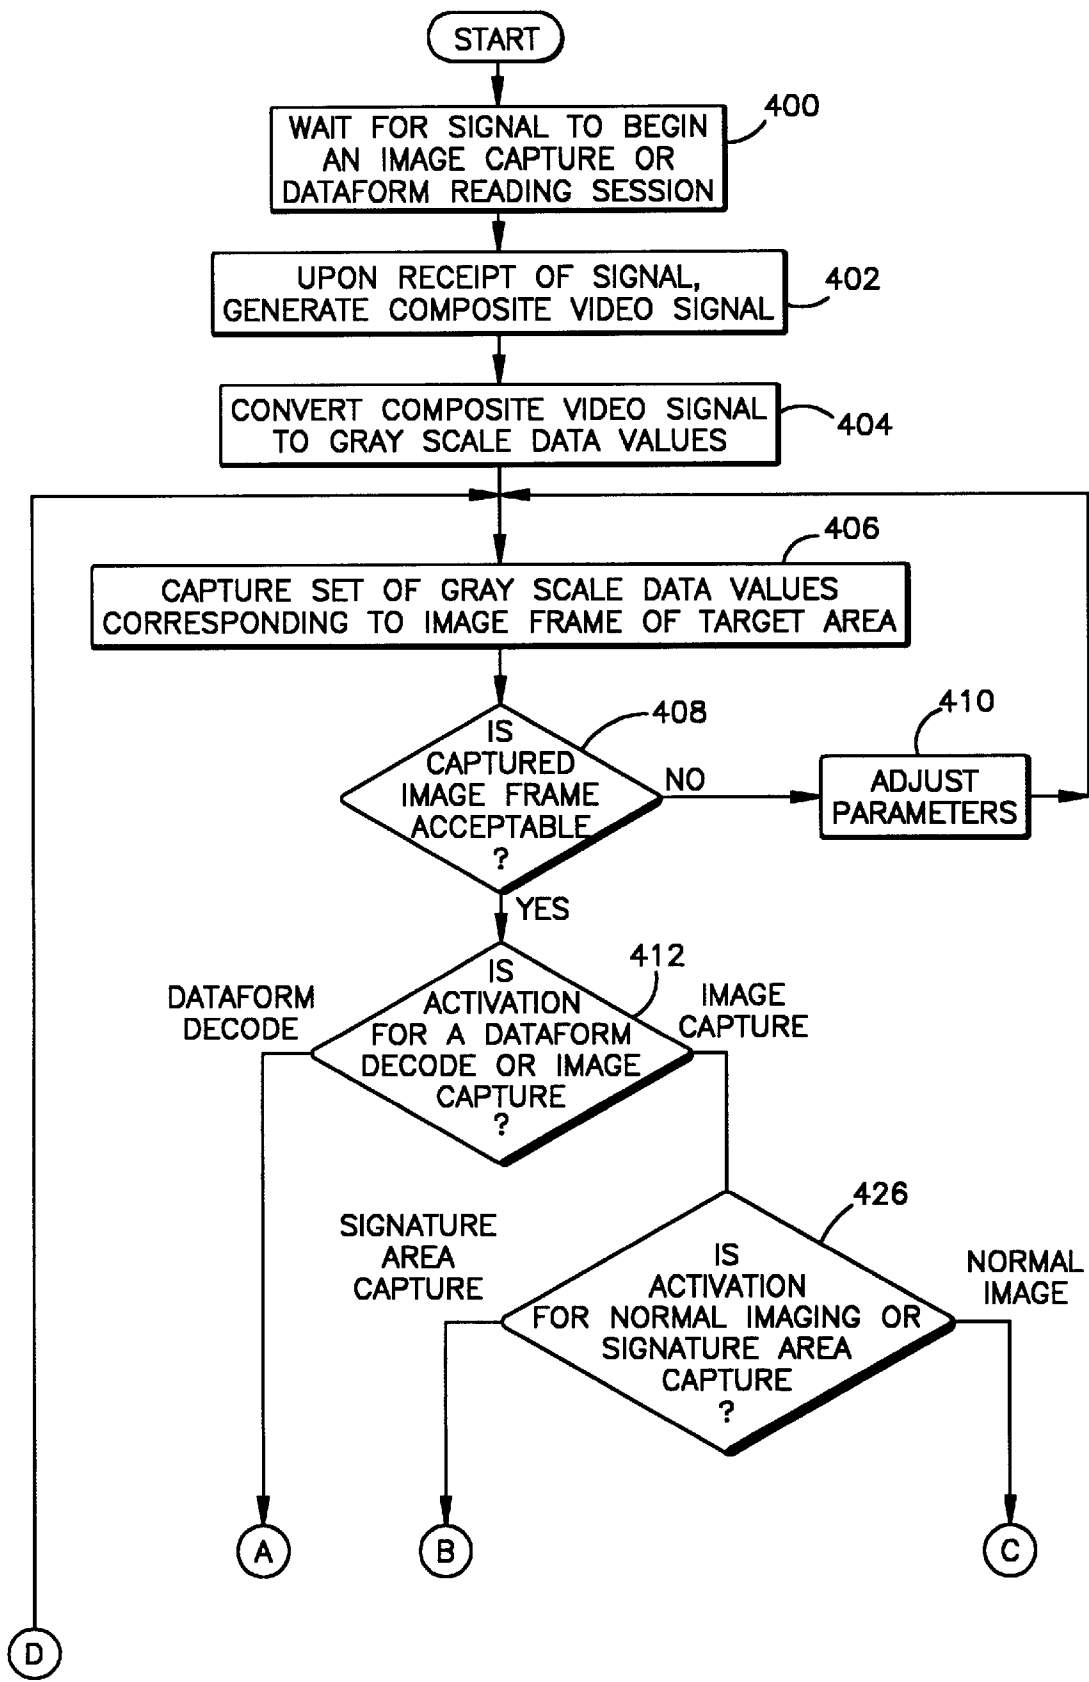 START
400
WAIT FOR SIGNAL TO BEGIN
AN IMAGE CAPTURE OR
DATAFORM READING SESSION
402
UPON RECEIPT OF SIGNAL,
GENERATE COMPOSITE VIDEO SIGNAL
CONVERT COMPOSITE VIDEO SIGNAL
TO GRAY SCALE DATA VALUES
404
406
CAPTURE SET OF GRAY SCALE DATA VALUES
CORRESPONDING TO IMAGE FRAME OF TARGET AREA
408
IS
CAPTURED
IMAGE FRAME
ACCEPTABLE
?
NO
410
ADJUST
PARAMETERS
YES
412
IS
ACTIVATION
FOR A DATAFORM
DECODE OR IMAGE
CAPTURE
?
DATAFORM
DECODE
IMAGE
CAPTURE
426
IS
ACTIVATION
FOR NORMAL IMAGING OR
SIGNATURE AREA
CAPTURE
?
SIGNATURE
AREA
CAPTURE
NORMAL
IMAGE
A
B
C
D